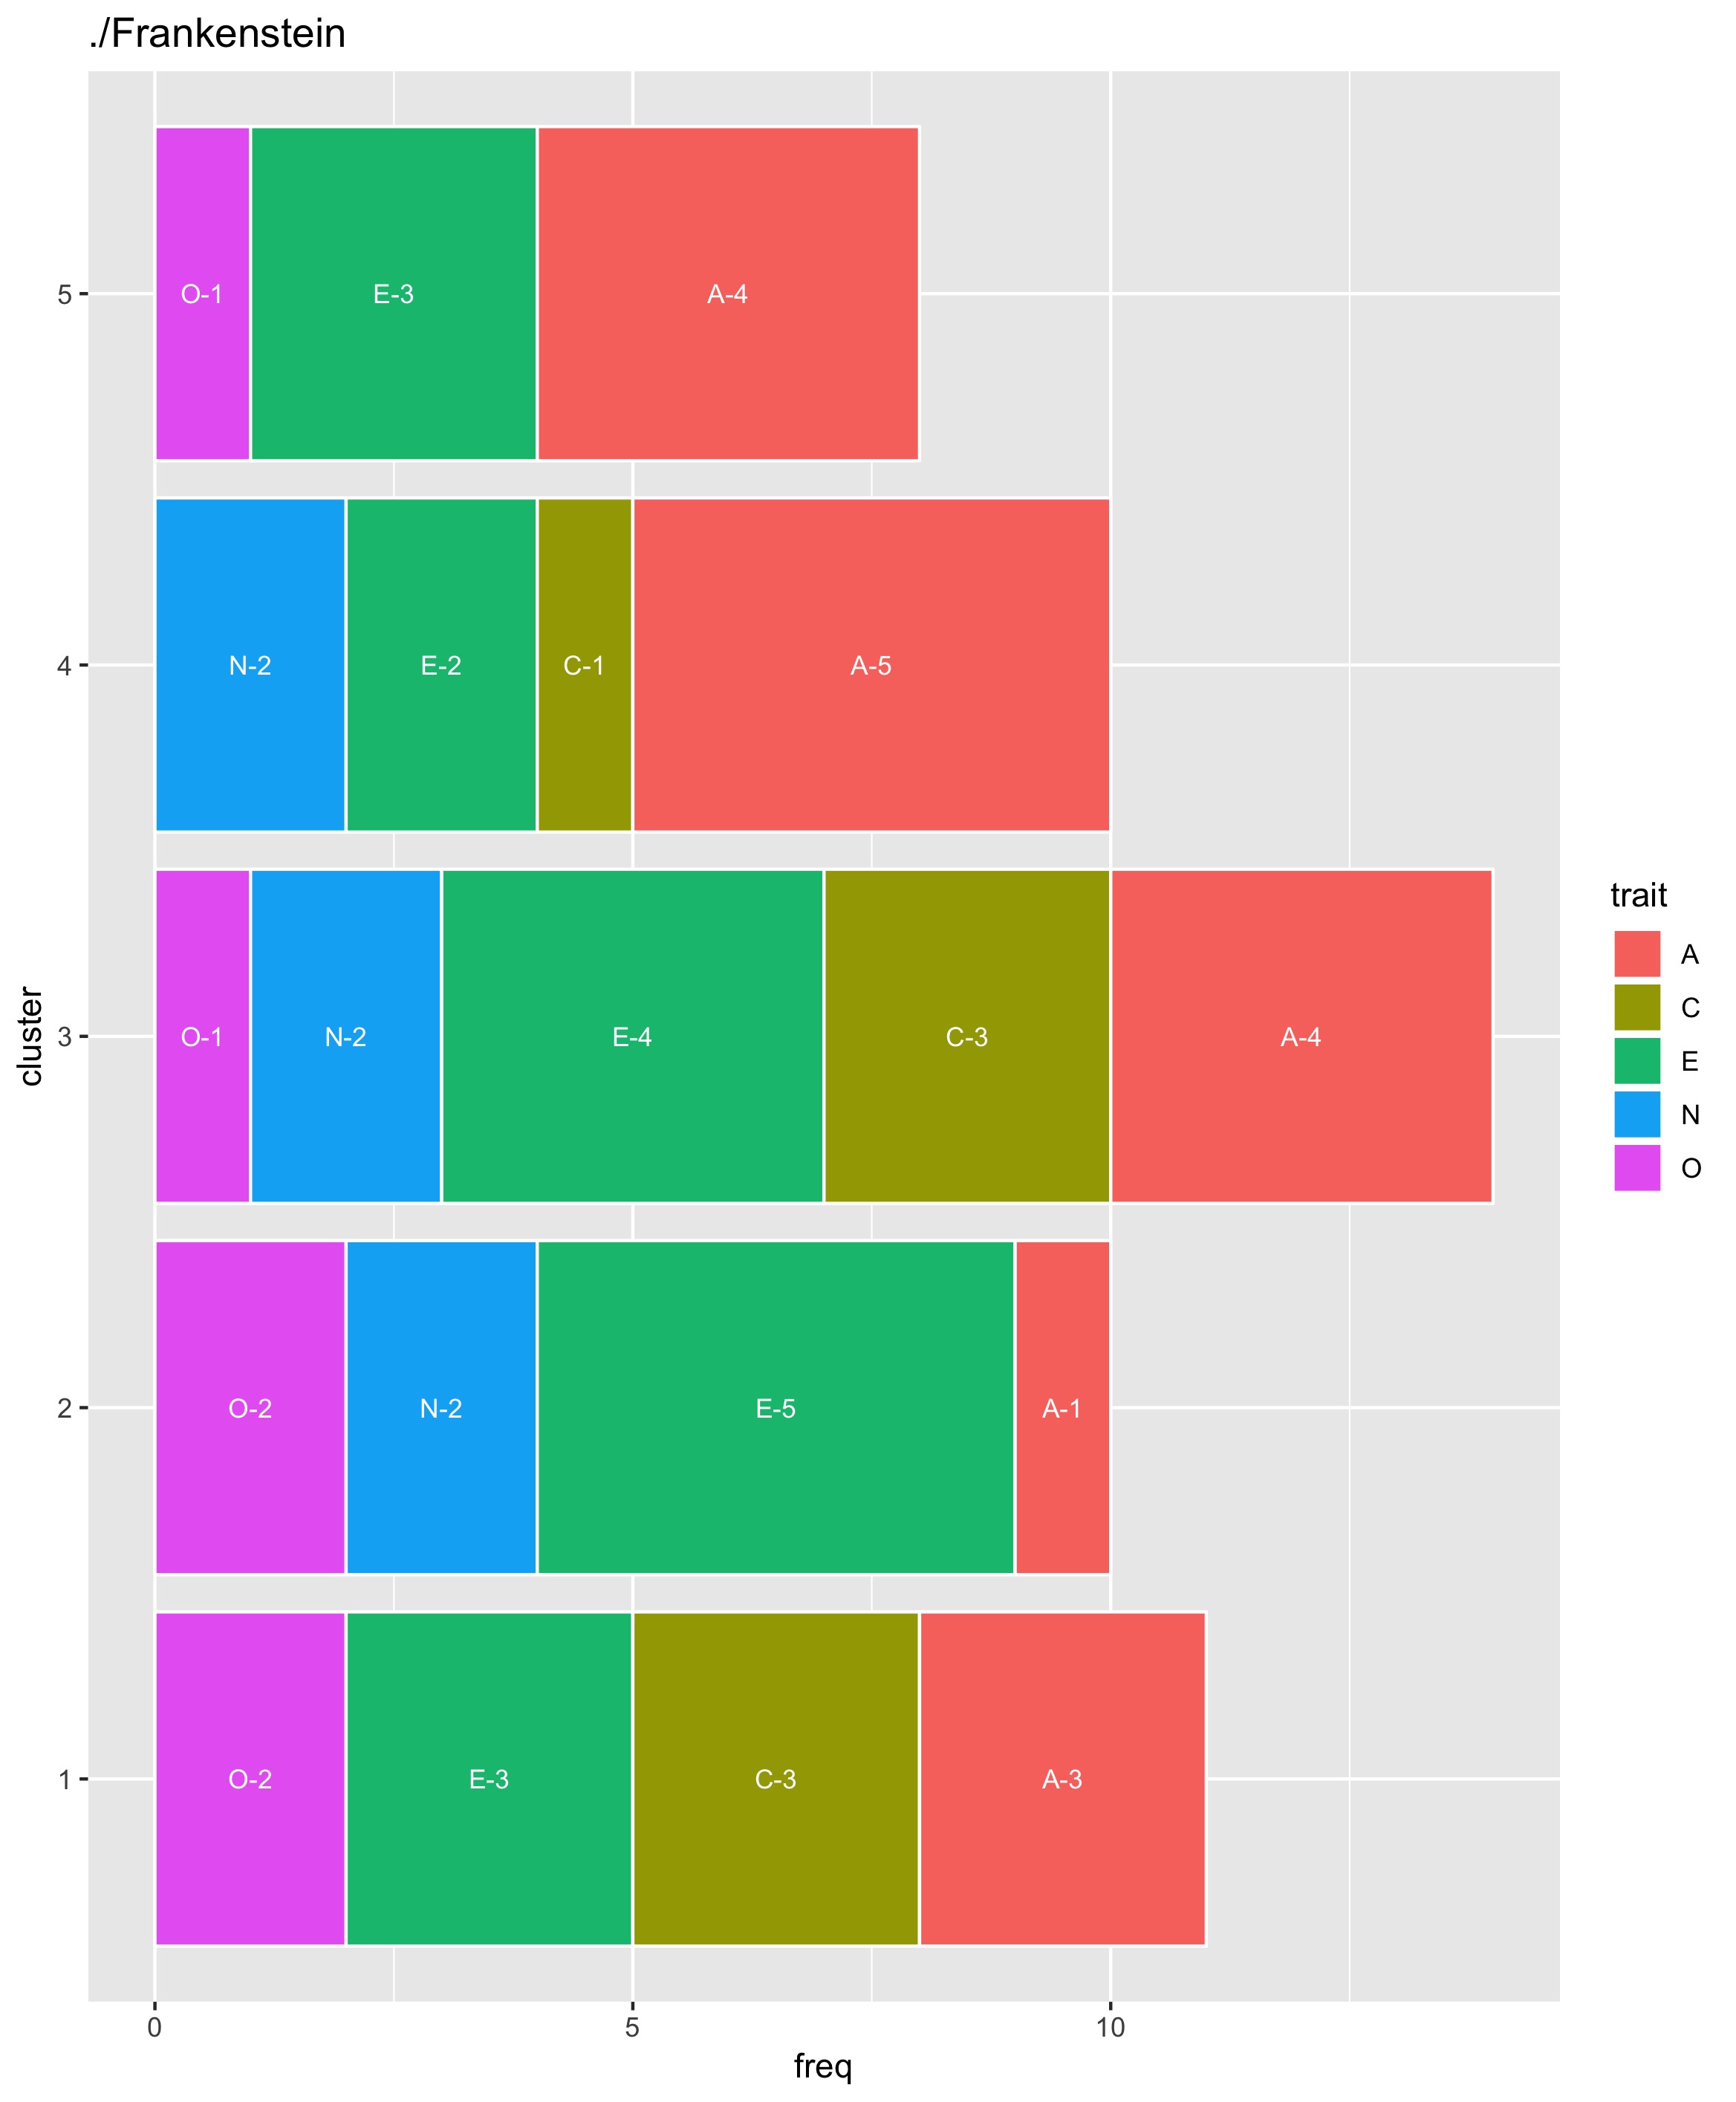 ./Frankenstein
5
O-1
E-3
A-4
4
N-2
E-2
C-1
A-5
cluster
3
O-1
N-2
E-4
C-3
A-4
2
O-2
N-2
E-5
A-1
1
O-2
E-3
C-3
A-3
0
5
10
freq
trait
A
C
E
N
O